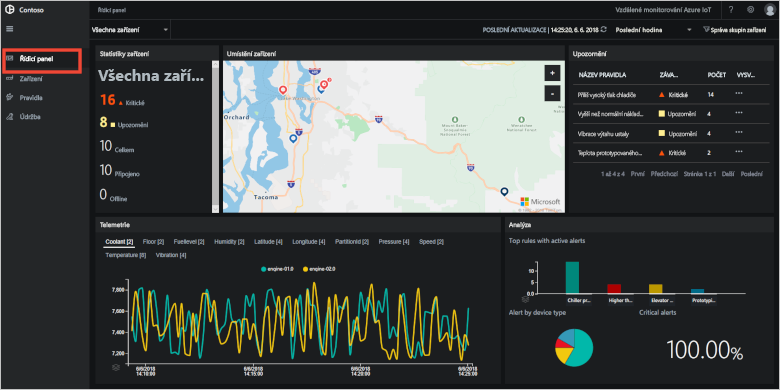 Contoso
Řídicí panel
Vzdálené monitorování Azure IoT
Všechna zařízení
POSLEDNÍ AKTUALIZACE | 14:25:20, 6. 6. 2018
Poslední hodina
Správa skupin zařízení
Řídicí panel
Zařízení
Pravidla
Údržba
Statistiky zařízení
Všechna zaří...
16 Kritické
8 Upozornění
10 Celkem
10 Připojeno
0 Offline
Umístění zařízení
Orchard
Tacoma
Microsoft
Upozornění
NÁZEV PRAVIDLA ZÁVA... POČET VYSV...
Příliš vysoký tlak chladiče Kritické 14 ...
Vyšší než normální náklad... Upozornění 4 ...
Vibrace výtahu ustaly Upozornění 4 ...
Teplota prototypovaného... Kritické 2 ...
1 až 4 z 4 První Předchozí Stránka 1 z 1 Další Poslední
Telemetrie
Coolant [2] Floor [2] Fuellevel [2] Humidity [2] Latitude [4] Longitude [4] PartitionId [2] Pressure [4] Speed [2]
Temperature [8] Vibration [4]
engine-01.0 engine-02.0
7,800
7,600
7,400
7,200
6/6/2018 6/6/2018 6/6/2018 6/6/2018
14:10:00 14:15:00 14:20:00 14:25:00
Analýza
Top rules with active alerts
15
10
5
0.0
Chiller pr... Higher th... Elevator ... Prototypi...
Alert by device type
Critical alerts
100.00%